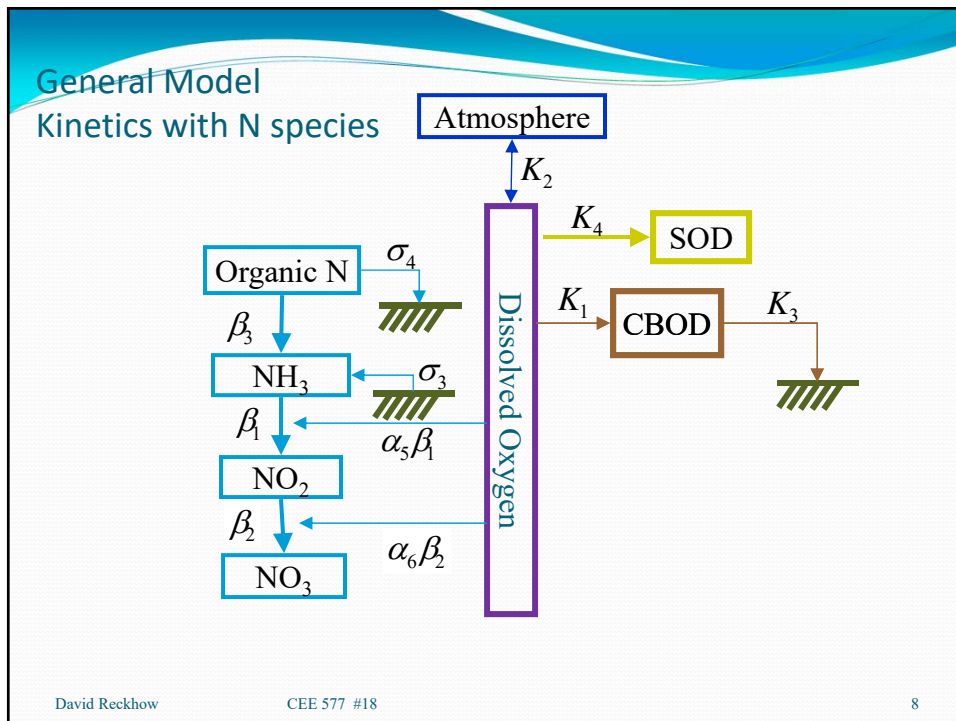 General Model
Kinetics with N species
Atmosphere
K₂
K₄
SOD
Organic N
σ₄
K₁
CBOD
K₃
β₃
NH₃
σ₃
Dissolved Oxygen
β₁
α₅β₁
NO₂
β₂
α₆β₂
NO₃
David Reckhow CEE 577 #18 8